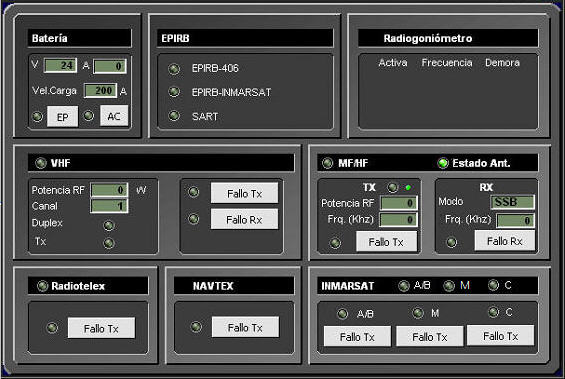 Batería
V 24 A 0
Vel.Carga 200 A
EP AC
EPIRB
EPIRB-406
EPIRB-INMARSAT
SART
Radiogoniómetro
Activa Frecuencia Demora
VHF
Potencia RF 0 W
Canal 1
Duplex
Tx
Fallo Tx
Fallo Rx
MF/HF Estado Ant.
TX
Potencia RF 0
Frq. (Khz) 0
Fallo Tx
RX
Modo SSB
Frq. (Khz) 0
Fallo Rx
Radiotelex
Fallo Tx
NAVTEX
Fallo Tx
INMARSAT A/B M C
A/B M C
Fallo Tx Fallo Tx Fallo Tx